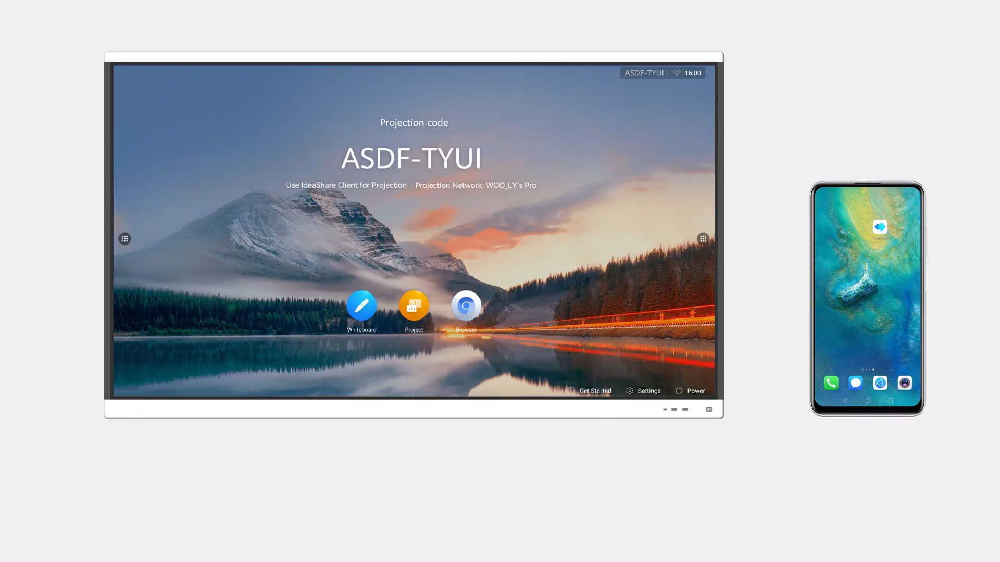 ASDF-TYUI | 16:00
Projection code
ASDF-TYUI
Use IdeaShare Client for Projection | Projection Network: WOO_LY's Pro
Whiteboard Project Browser
Get Started Settings Power